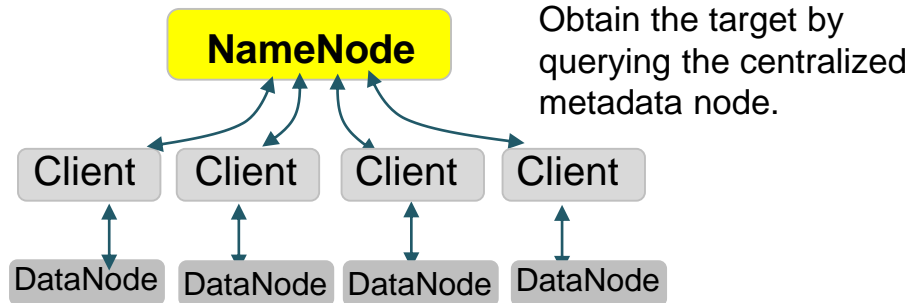 NameNode
Obtain the target by
querying the centralized
metadata node.
Client
Client
Client
Client
DataNode
DataNode
DataNode
DataNode